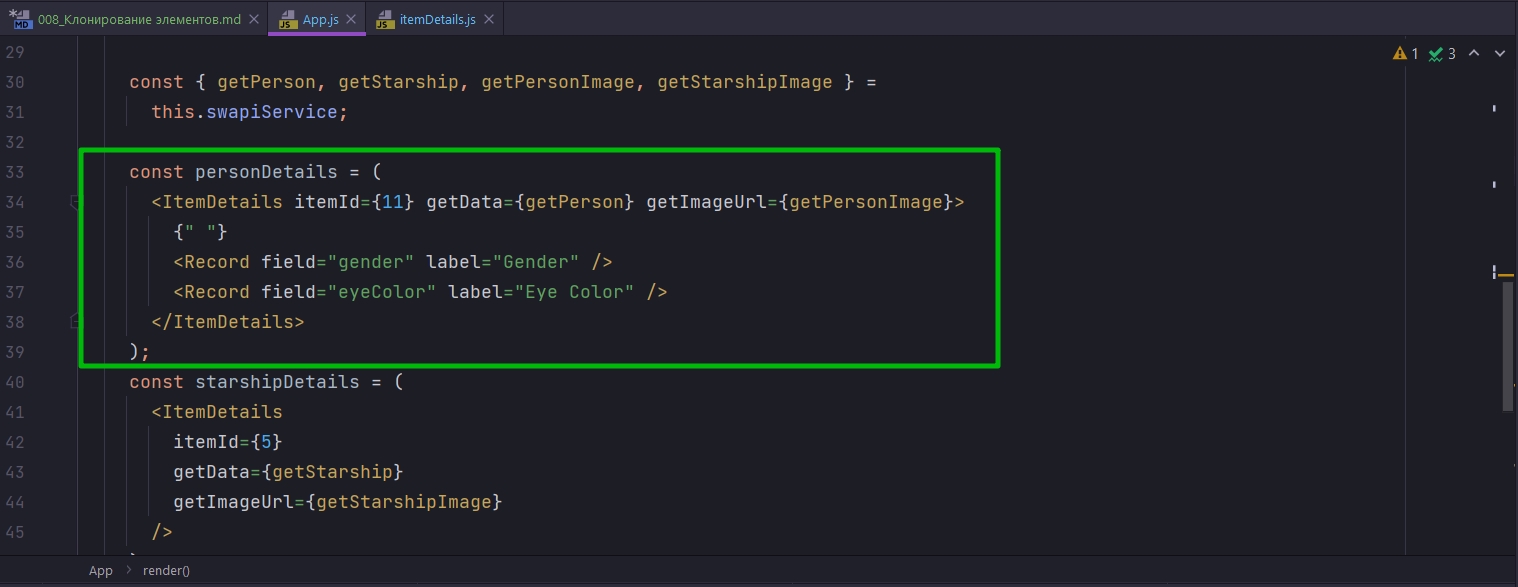 MD 008_Клонирование элементов.md JS App.js JS itemDetails.js
29
1 3
30 const { getPerson, getStarship, getPersonImage, getStarshipImage } =
31 this.swapiService;
32
33 const personDetails = (
34 <ItemDetails itemId={11} getData={getPerson} getImageUrl={getPersonImage}>
35 {" "}
36 <Record field="gender" label="Gender" />
37 <Record field="eyeColor" label="Eye Color" />
38 </ItemDetails>
39 );
40 const starshipDetails = (
41 <ItemDetails
42 itemId={5}
43 getData={getStarship}
44 getImageUrl={getStarshipImage}
45 />
App > render()